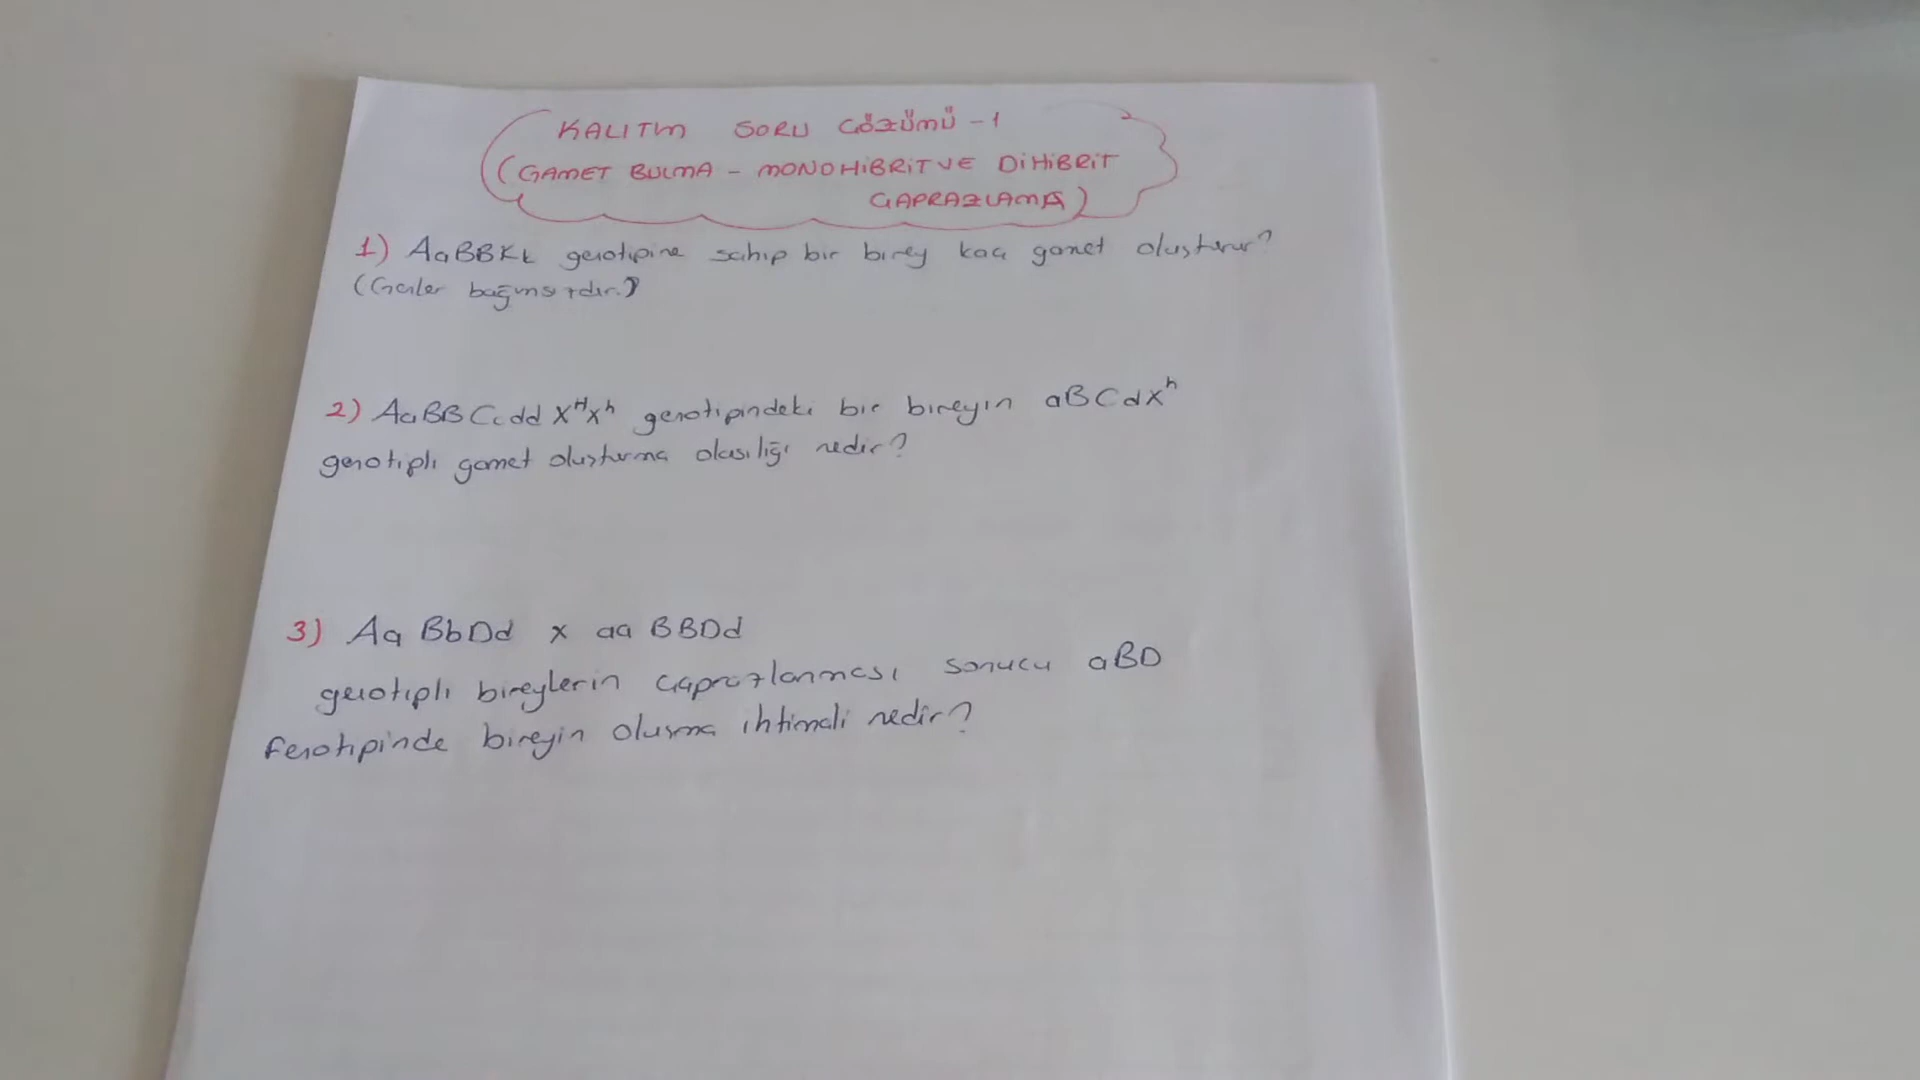 KALITIM SORU ÇÖZÜMÜ -1
(GAMET BULMA - MONOHİBRİT VE DİHİBRİT
ÇAPRAZLAMA)
1) AaBBKk genotipine sahip bir birey kaç gamet oluşturur?
(Genler bağımsızdır.)
2) AaBBCcdd XᴴXʰ genotipindeki bir bireyin aBCdXʰ
genotipli gamet oluşturma olasılığı nedir?
3) Aa BbDd x aa BBDd
genotipli bireylerin çaprazlanması sonucu aBD
fenotipinde bireyin oluşma ihtimali nedir?